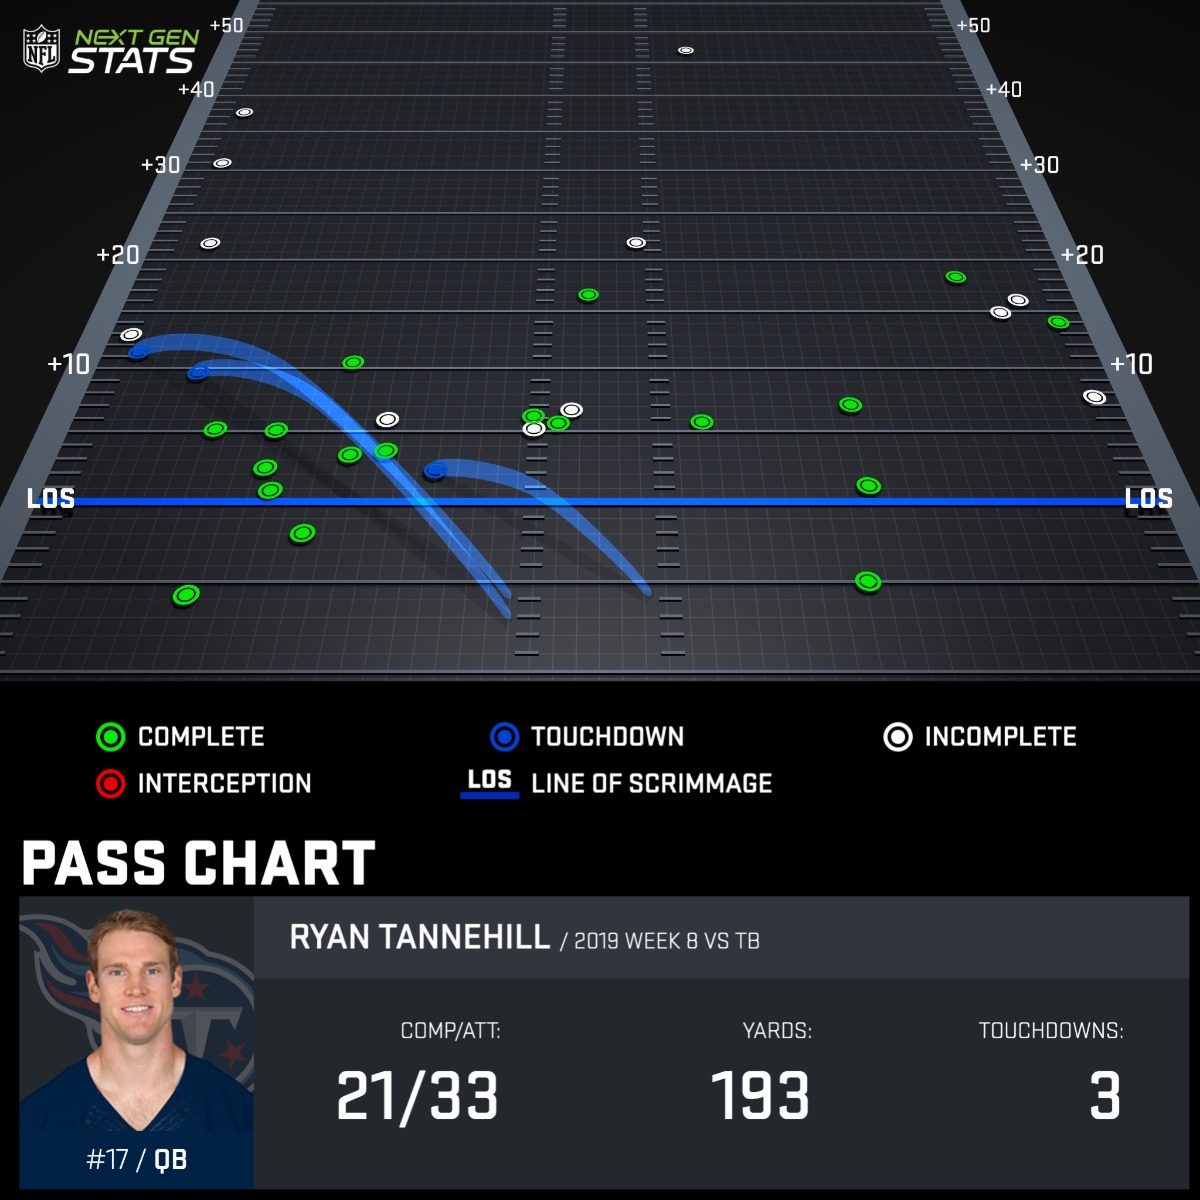 NFL
NEXT GEN
STATS
+50 +50
+40 +40
+30 +30
+20 +20
+10 +10
LOS LOS
COMPLETE TOUCHDOWN INCOMPLETE
INTERCEPTION LOS LINE OF SCRIMMAGE
PASS CHART
RYAN TANNEHILL / 2019 WEEK 8 VS TB
COMP/ATT: YARDS: TOUCHDOWNS:
21/33 193 3
#17 / QB